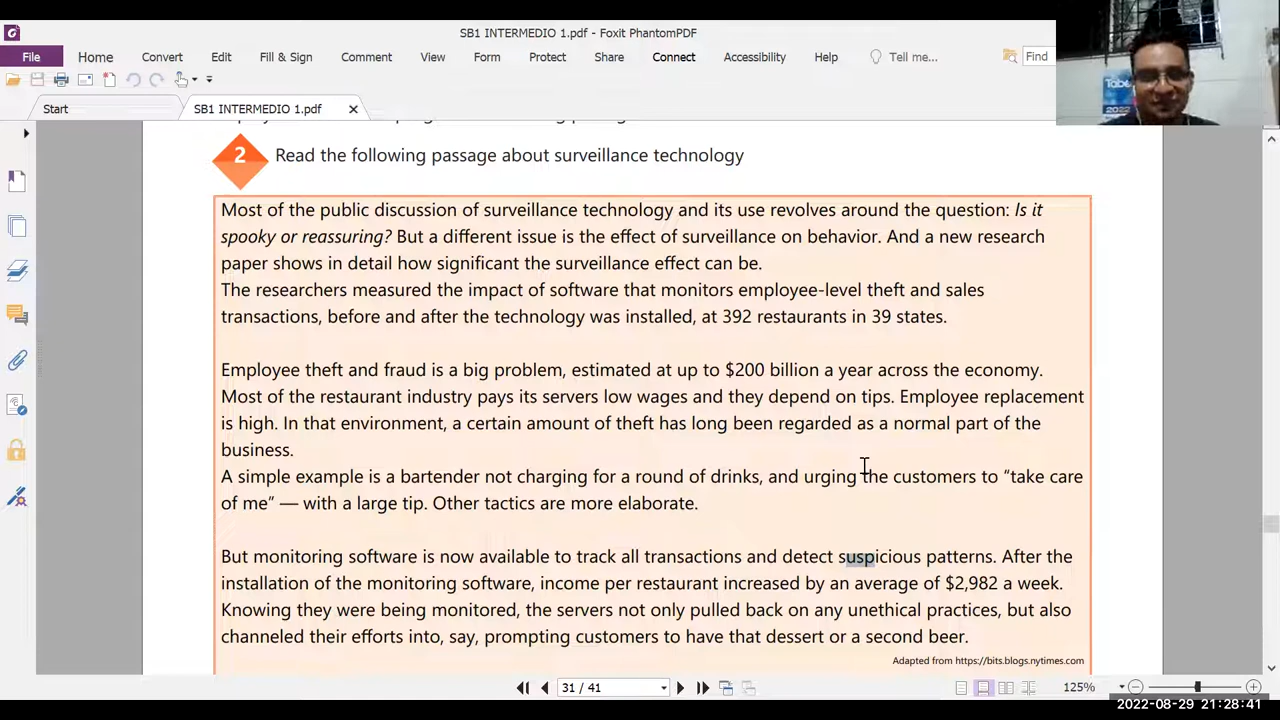 SB1 INTERMEDIO 1.pdf - Foxit PhantomPDF
File Home Convert Edit Fill & Sign Comment View Form Protect Share Connect Accessibility Help Tell me... Find
Start SB1 INTERMEDIO 1.pdf
2 Read the following passage about surveillance technology
Most of the public discussion of surveillance technology and its use revolves around the question: Is it
spooky or reassuring? But a different issue is the effect of surveillance on behavior. And a new research
paper shows in detail how significant the surveillance effect can be.
The researchers measured the impact of software that monitors employee-level theft and sales
transactions, before and after the technology was installed, at 392 restaurants in 39 states.
Employee theft and fraud is a big problem, estimated at up to $200 billion a year across the economy.
Most of the restaurant industry pays its servers low wages and they depend on tips. Employee replacement
is high. In that environment, a certain amount of theft has long been regarded as a normal part of the
business.
A simple example is a bartender not charging for a round of drinks, and urging the customers to “take care
of me” — with a large tip. Other tactics are more elaborate.
But monitoring software is now available to track all transactions and detect suspicious patterns. After the
installation of the monitoring software, income per restaurant increased by an average of $2,982 a week.
Knowing they were being monitored, the servers not only pulled back on any unethical practices, but also
channeled their efforts into, say, prompting customers to have that dessert or a second beer.
Adapted from https://bits.blogs.nytimes.com
31 / 41
125%
2022-08-29 21:28:41